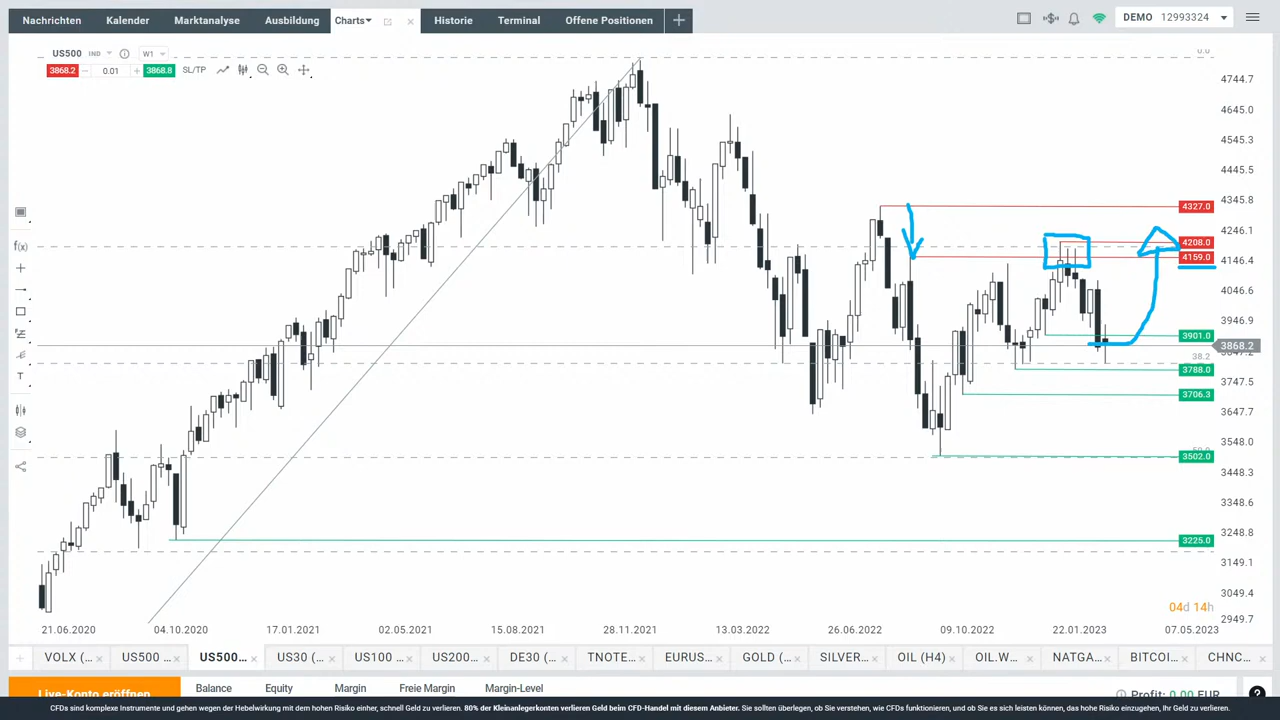 Nachrichten Kalender Marktanalyse Ausbildung Charts Historie Terminal Offene Positionen DEMO 12993324
US500 IND W1
3868.2 0.01 3868.8 SL/TP
0.0
4744.7
4645.0
4545.3
4445.5
4345.8
4327.0
4246.1
4208.0
4159.0
4146.4
4046.6
3946.9
3901.0
3868.2
38.2
3788.0
3747.5
3706.3
3647.7
3548.0
3502.0
3448.3
3348.6
3248.8
3225.0
3149.1
3049.4
2949.7
f(x)
T
04d 14h
21.06.2020 04.10.2020 17.01.2021 02.05.2021 15.08.2021 28.11.2021 13.03.2022 26.06.2022 09.10.2022 22.01.2023 07.05.2023
VOLX (... US500 ... US500... US30 (... US100 ... US200... DE30 (... TNOTE... EURUS... GOLD (... SILVER... OIL (H4) OIL.W... NATGA... BITCOI... CHNC...
Live-Konto eröffnen Balance Equity Margin Freie Margin Margin-Level Profit: 0.00 EUR ?
CFDs sind komplexe Instrumente und gehen wegen der Hebelwirkung mit dem hohen Risiko einher, schnell Geld zu verlieren. 80% der Kleinanlegerkonten verlieren Geld beim CFD-Handel mit diesem Anbieter. Sie sollten überlegen, ob Sie verstehen, wie CFDs funktionieren, und ob Sie es sich leisten können, das hohe Risiko einzugehen, Ihr Geld zu verlieren.